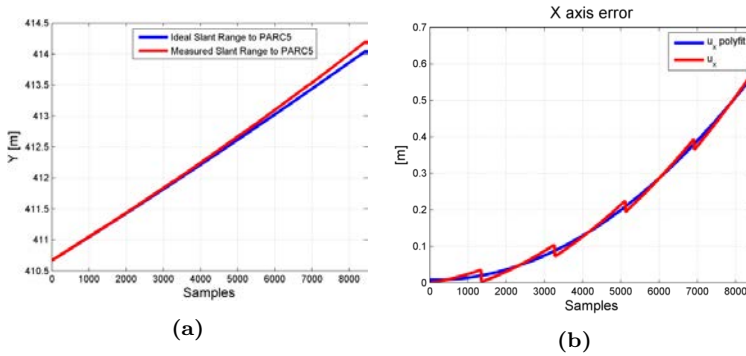 414.5
414
413.5
413
412.5
412
411.5
411
410.5
Y [m]
Ideal Slant Range to PARC5
Measured Slant Range to PARC5
0 1000 2000 3000 4000 5000 6000 7000 8000
Samples
(a)
X axis error
0.7
0.6
0.5
0.4
0.3
0.2
0.1
0
[m]
u_x polyfit
u_x
0 1000 2000 3000 4000 5000 6000 7000 8000
Samples
(b)